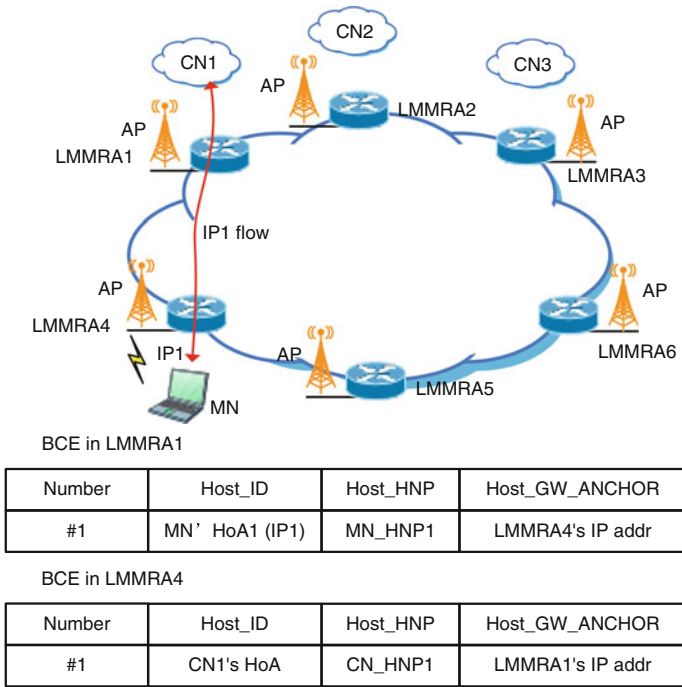 CN2
CN1
CN3
AP
LMMRA2
AP
AP
LMMRA1
LMMRA3
IP1 flow
AP
AP
LMMRA4
IP1
AP
LMMRA6
LMMRA5
MN
BCE in LMMRA1
Number Host_ID Host_HNP Host_GW_ANCHOR
#1 MN’ HoA1 (IP1) MN_HNP1 LMMRA4's IP addr
BCE in LMMRA4
Number Host_ID Host_HNP Host_GW_ANCHOR
#1 CN1's HoA CN_HNP1 LMMRA1's IP addr